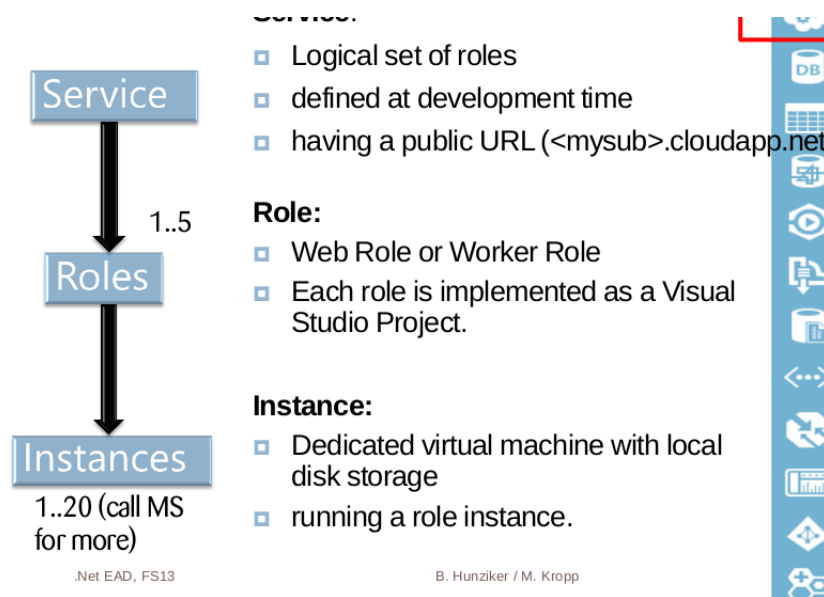 Service:
Logical set of roles
Service
defined at development time
having a public URL (<mysub>.cloudapp.net
1..5
Role:
Web Role or Worker Role
Roles
Each role is implemented as a Visual
Studio Project.
Instance:
Dedicated virtual machine with local
disk storage
Instances
running a role instance.
1..20 (call MS
for more)
.Net EAD, FS13
B. Hunziker / M. Kropp
DB